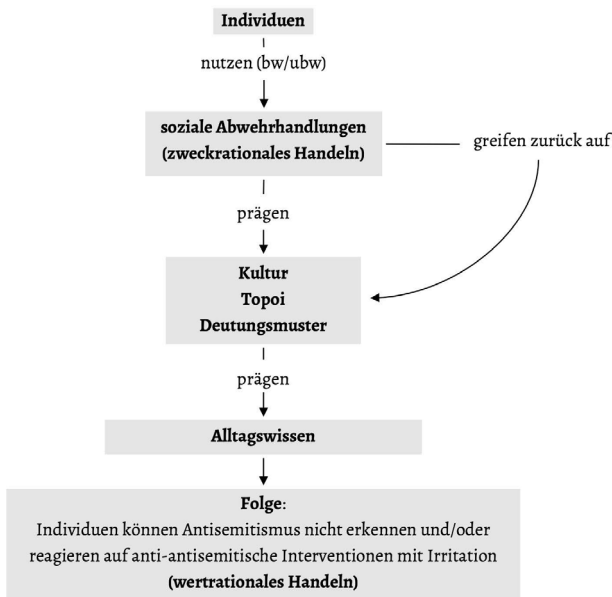 Individuen
nutzen (bw/ubw)
soziale Abwehrhandlungen
(zweckrationales Handeln)
greifen zurück auf
prägen
Kultur
Topoi
Deutungsmuster
prägen
Alltagswissen
Folge:
Individuen können Antisemitismus nicht erkennen und/oder
reagieren auf anti-antisemitische Interventionen mit Irritation
(wertrationales Handeln)